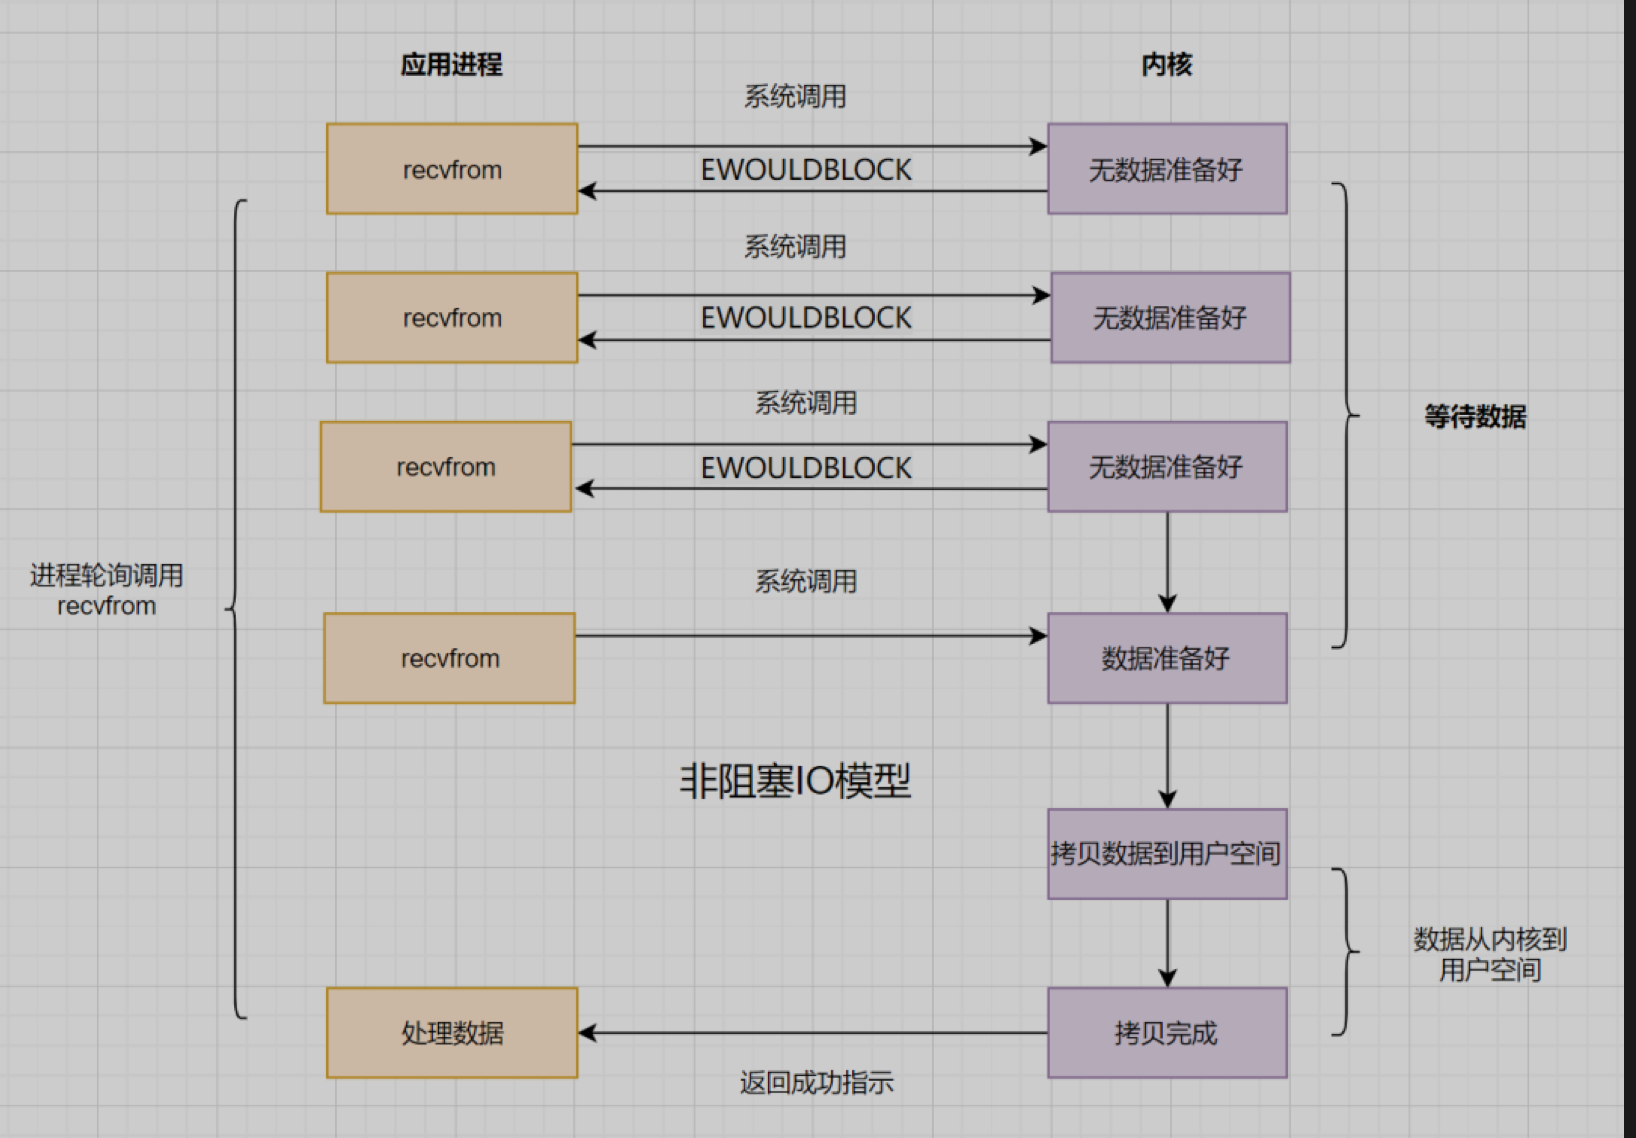 应用进程
内核
系统调用
recvfrom
EWOULDBLOCK
无数据准备好
系统调用
recvfrom
EWOULDBLOCK
无数据准备好
系统调用
等待数据
recvfrom
EWOULDBLOCK
无数据准备好
进程轮询调用
recvfrom
系统调用
recvfrom
数据准备好
非阻塞IO模型
拷贝数据到用户空间
数据从内核到
用户空间
处理数据
拷贝完成
返回成功指示